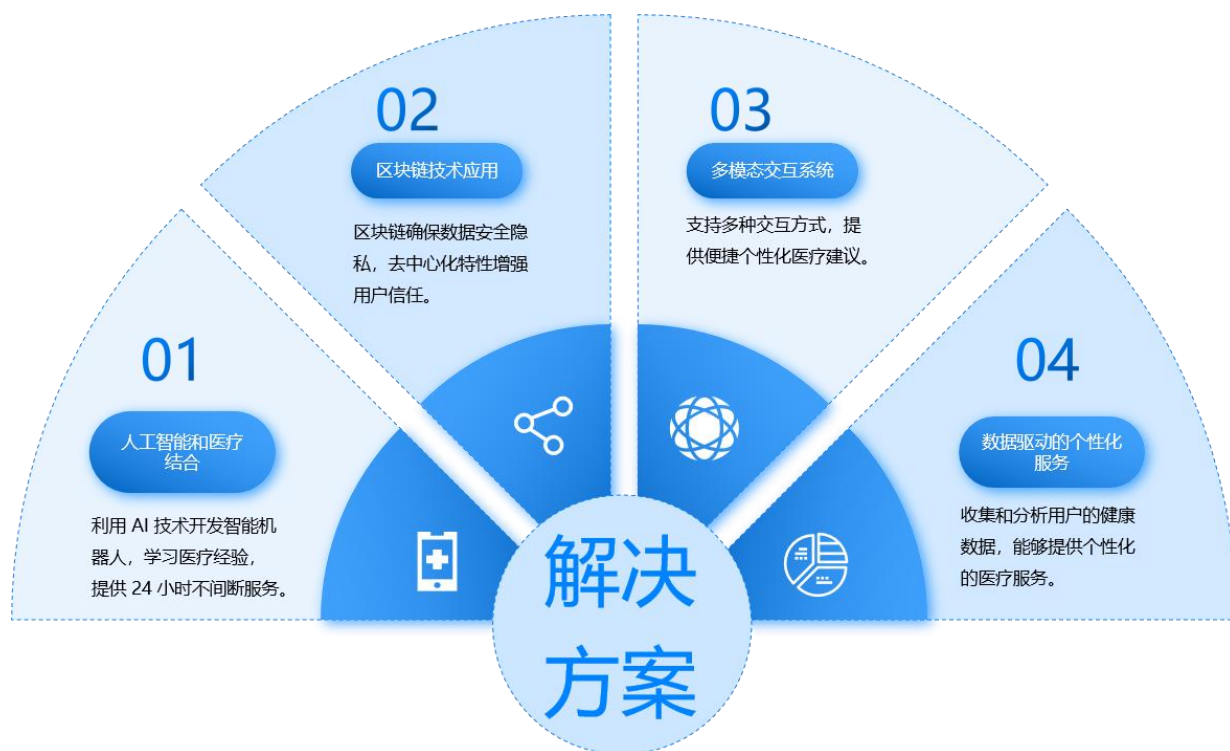 01
人工智能和医疗
结合
利用 AI 技术开发智能机
器人，学习医疗经验，
提供 24 小时不间断服务。
02
区块链技术应用
区块链确保数据安全隐
私，去中心化特性增强
用户信任。
03
多模态交互系统
支持多种交互方式，提
供便捷个性化医疗建议。
04
数据驱动的个性化
服务
收集和分析用户的健康
数据，能够提供个性化
的医疗服务。
解决
方案